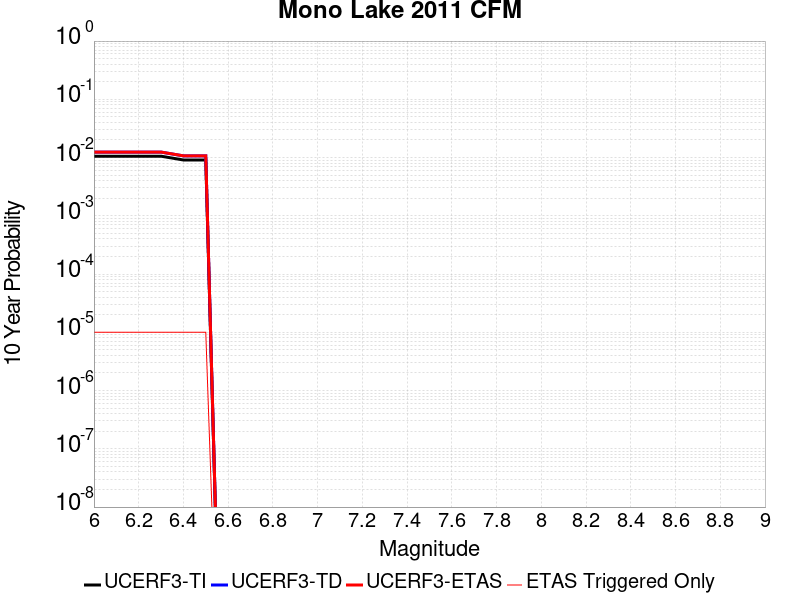 Mono Lake 2011 CFM
10^0
10^-1
10^-2
10^-3
10^-4
10^-5
10^-6
10^-7
10^-8
10 Year Probability
6 6.2 6.4 6.6 6.8 7 7.2 7.4 7.6 7.8 8 8.2 8.4 8.6 8.8 9
Magnitude
UCERF3-TI UCERF3-TD UCERF3-ETAS ETAS Triggered Only